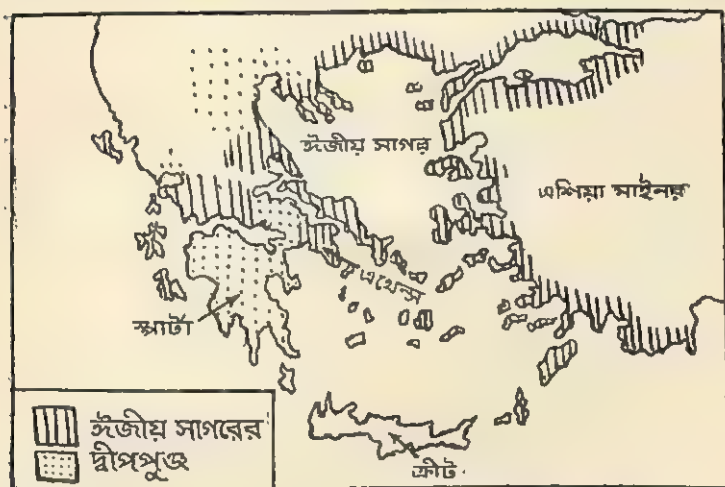 ঈজীয় সাগর
এশিয়া মাইনর
এথেন্স
স্পার্টা
ঈজীয় সাগরের
দ্বীপপুঞ্জ
ক্রীট